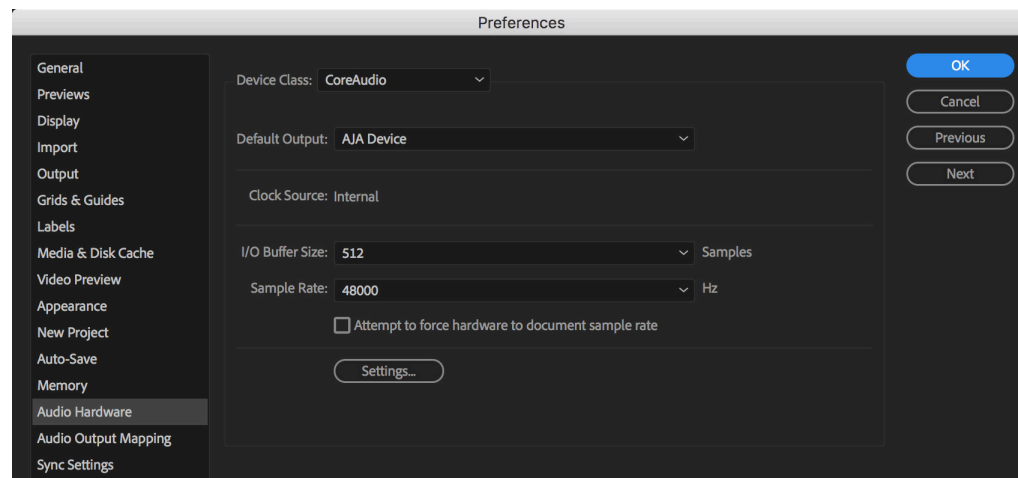 Preferences
General
Previews
Display
Import
Output
Grids & Guides
Labels
Media & Disk Cache
Video Preview
Appearance
New Project
Auto-Save
Memory
Audio Hardware
Audio Output Mapping
Sync Settings
Device Class: CoreAudio
Default Output: AJA Device
Clock Source: Internal
I/O Buffer Size: 512 Samples
Sample Rate: 48000 Hz
Attempt to force hardware to document sample rate
Settings...
OK
Cancel
Previous
Next